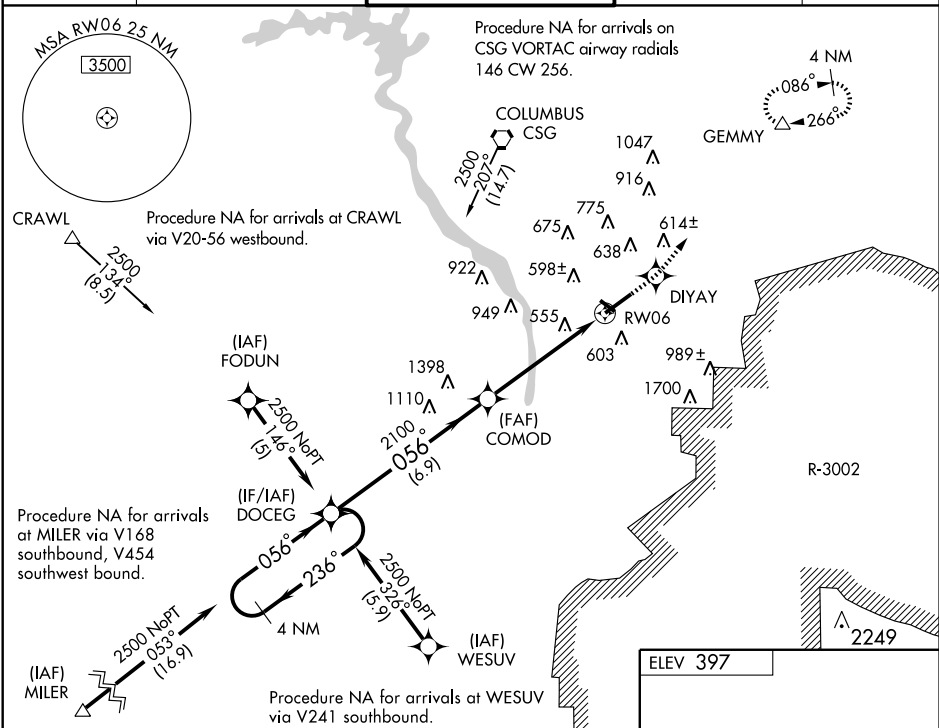 MSA RW06 25 NM
3500
Procedure NA for arrivals on
CSG VORTAC airway radials
146 CW 256.
4 NM
086°
266°
GEMMY
COLUMBUS
CSG
2500
207°
(14.7)
1047
916
775
675
638
614±
598±
922
949
555
DIYAY
RW06
603
989±
1700
CRAWL
2500
134°
(8.5)
Procedure NA for arrivals at CRAWL
via V20-56 westbound.
(IAF)
FODUN
2500 NoPT
146°
(5)
1398
1110
2100
056°
(6.9)
(FAF)
COMOD
R-3002
(IF/IAF)
DOCEG
Procedure NA for arrivals
at MILER via V168
southbound, V454
southwest bound.
056°
236°
4 NM
2500 NoPT
326°
(5.9)
(IAF)
WESUV
2500 NoPT
053°
(16.9)
(IAF)
MILER
Procedure NA for arrivals at WESUV
via V241 southbound.
2249
ELEV 397